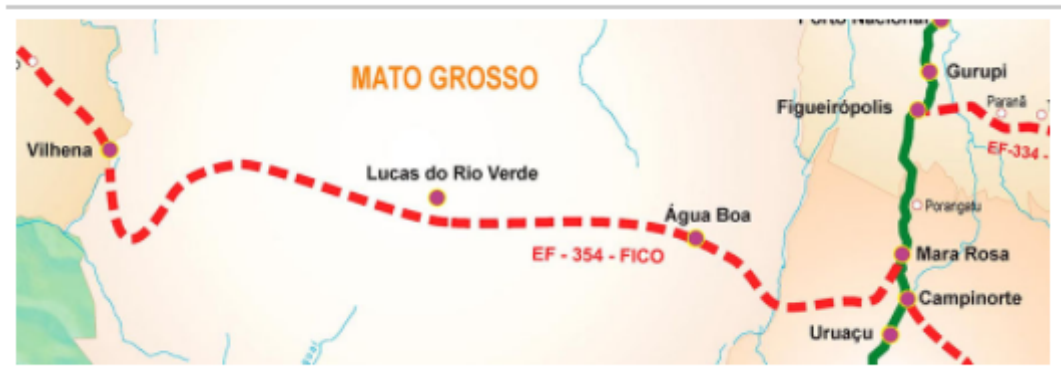 Porto Nacional
MATO GROSSO
Gurupi
Figueirópolis
Paranã
EF-334 -
Vilhena
Lucas do Rio Verde
Porangatu
Água Boa
EF - 354 - FICO
Mara Rosa
Campinorte
Uruaçu